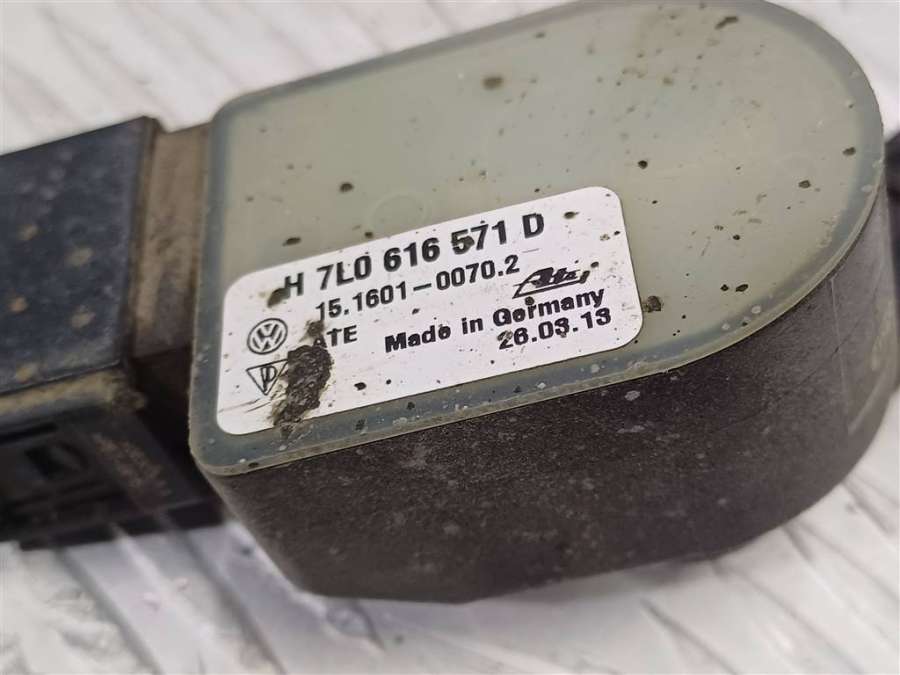 H 7L0 616 571 D
15.1601-0070.2
ATE Made in Germany
26.03.13